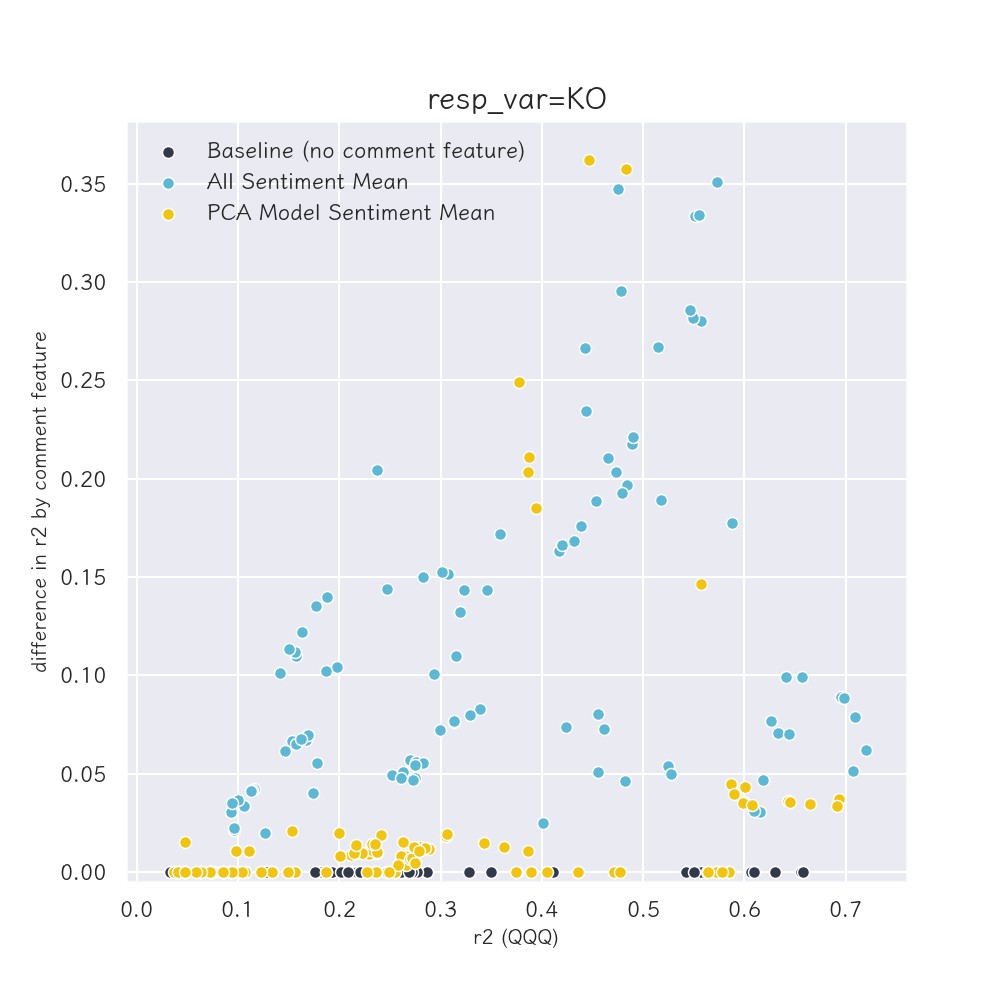 resp_var=KO
Baseline (no comment feature)
All Sentiment Mean
PCA Model Sentiment Mean
difference in r2 by comment feature
0.35
0.30
0.25
0.20
0.15
0.10
0.05
0.00
0.0 0.1 0.2 0.3 0.4 0.5 0.6 0.7
r2 (QQQ)